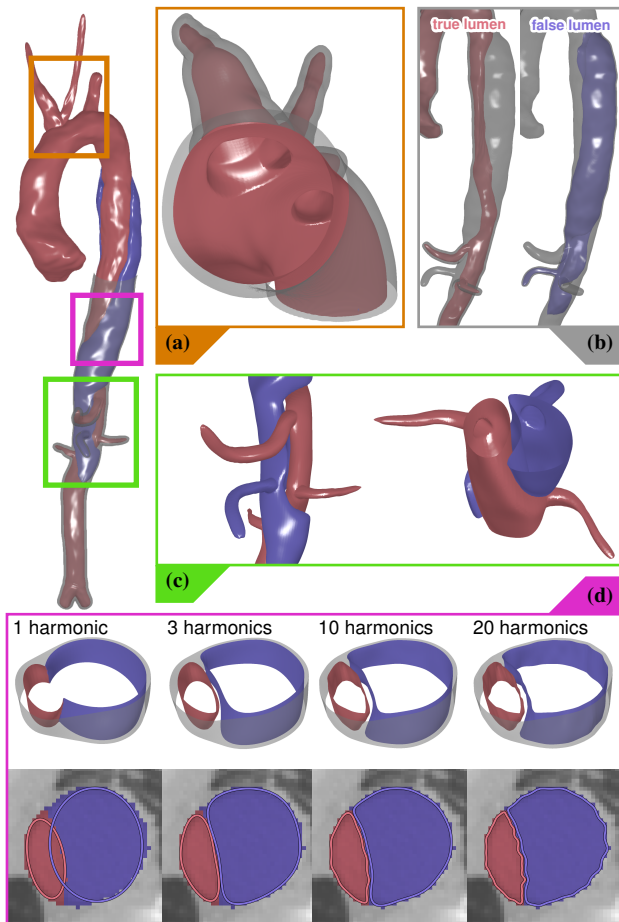 true lumen false lumen
(a)
(b)
(c)
(d)
1 harmonic 3 harmonics 10 harmonics 20 harmonics